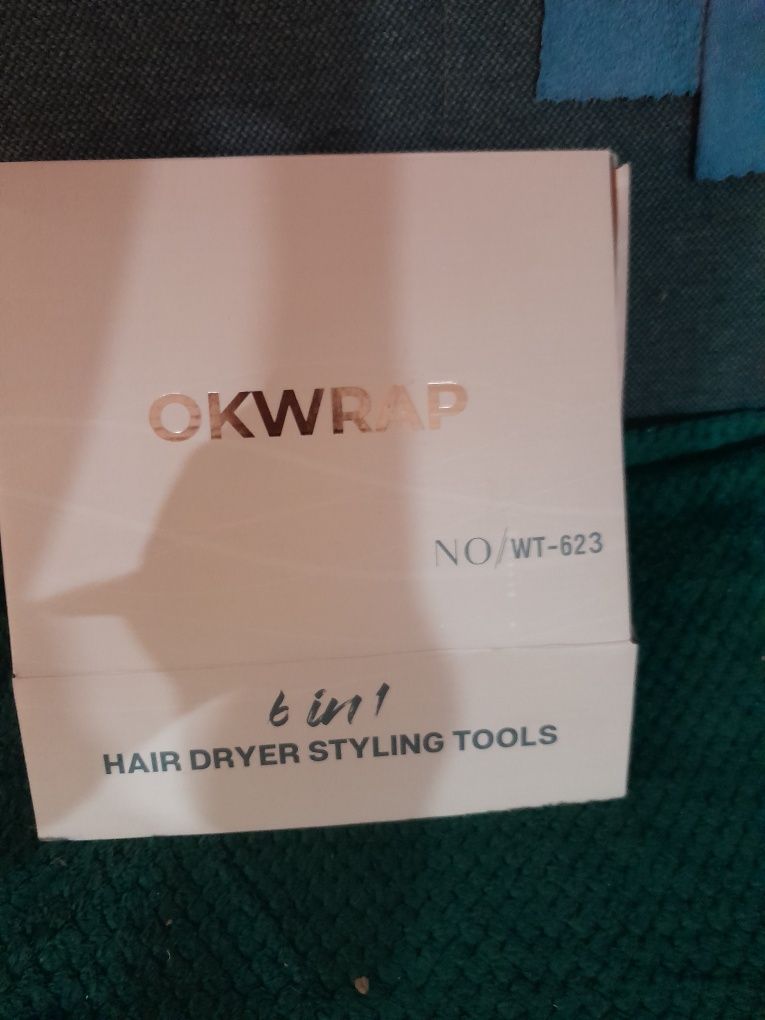 OKWRAP
NO/WT-623
6 in 1
HAIR DRYER STYLING TOOLS